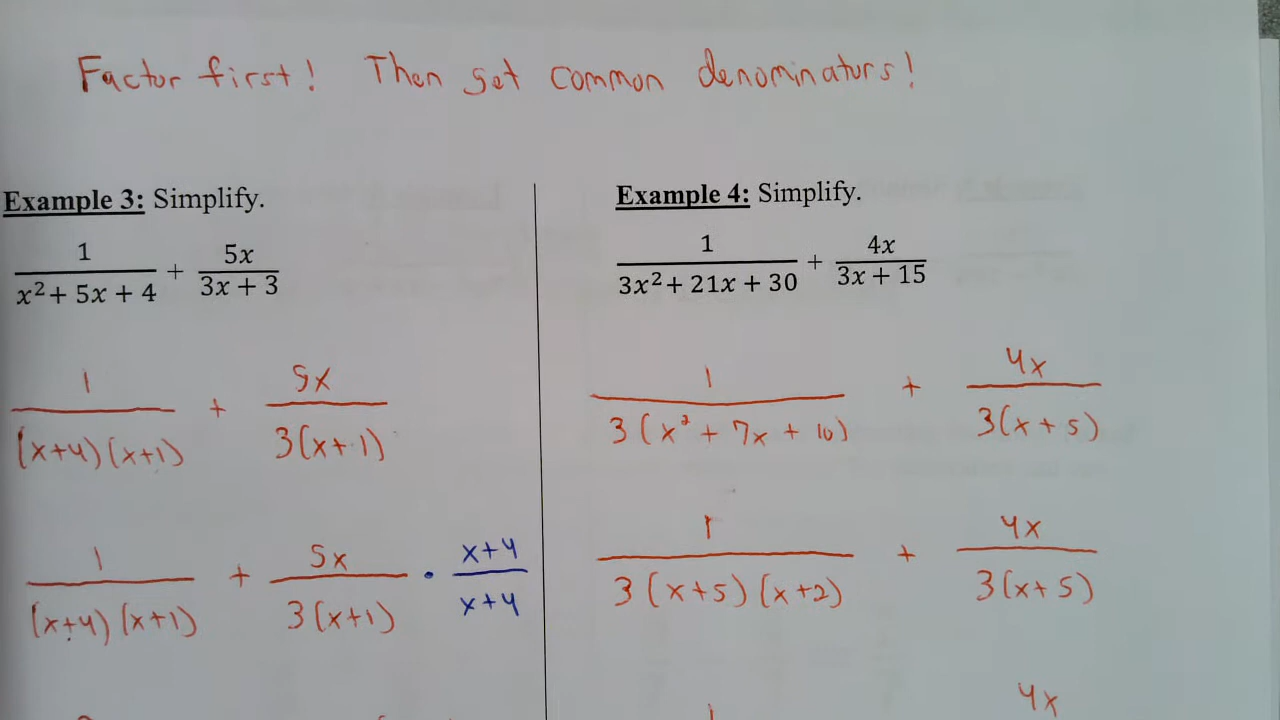 Factor first! Then get common denominators!
Example 3: Simplify.
1/(x² + 5x + 4) + 5x/(3x + 3)
1/((x+4)(x+1)) + 5x/(3(x+1))
1/((x+4)(x+1)) + 5x/(3(x+1)) · (x+4)/(x+4)
Example 4: Simplify.
1/(3x² + 21x + 30) + 4x/(3x + 15)
1/(3(x² + 7x + 10)) + 4x/(3(x+5))
1/(3(x+5)(x+2)) + 4x/(3(x+5))
1 4x